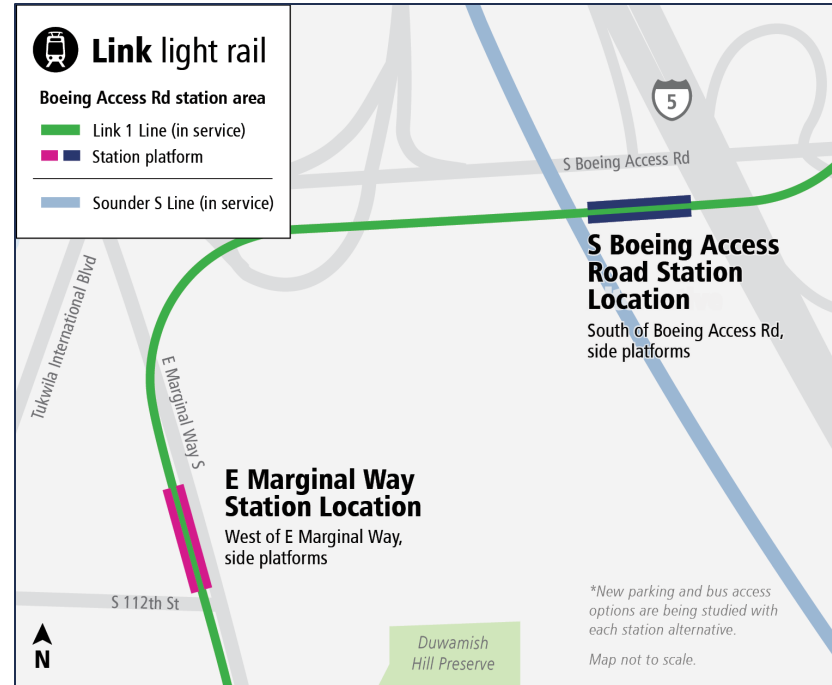 Link light rail
Boeing Access Rd station area
Link 1 Line (in service)
Station platform
Sounder S Line (in service)
5
S Boeing Access Rd
S Boeing Access
Road Station
Location
South of Boeing Access Rd,
side platforms
Tukwila International Blvd
E Marginal Way S
E Marginal Way
Station Location
West of E Marginal Way,
side platforms
S 112th St
N
Duwamish
Hill Preserve
*New parking and bus access
options are being studied with
each station alternative.
Map not to scale.